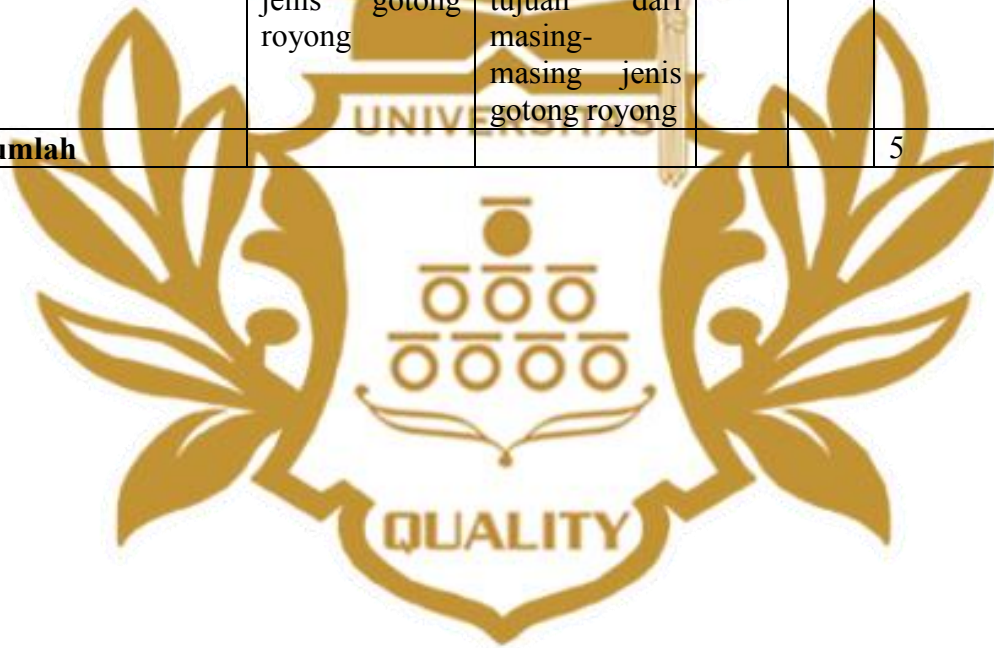 jenis gotong
royong
tujuan dari
masing-
masing jenis
gotong royong
UNIVERSITAS
umlah
5
QUALITY